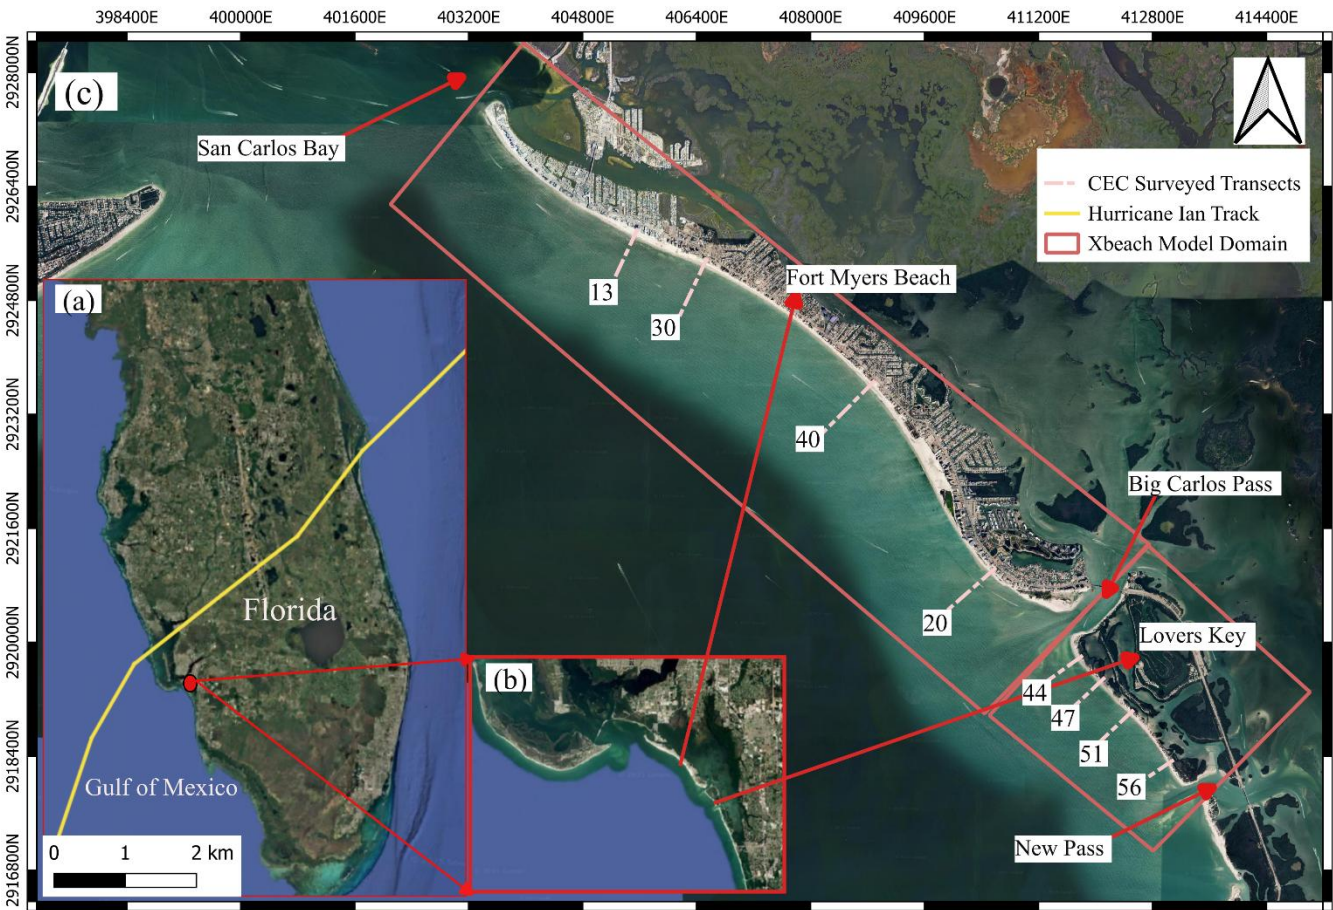 398400E 400000E 401600E 403200E 404800E 406400E 408000E 409600E 411200E 412800E 414400E
2928000N
2926400N
2924800N
2923200N
2921600N
2920000N
2918400N
2916800N
(c)
San Carlos Bay
CEC Surveyed Transects
Hurricane Ian Track
Xbeach Model Domain
13
30
Fort Myers Beach
40
20
Big Carlos Pass
Lovers Key
44
47
51
56
New Pass
(a)
Florida
Gulf of Mexico
0 1 2 km
(b)